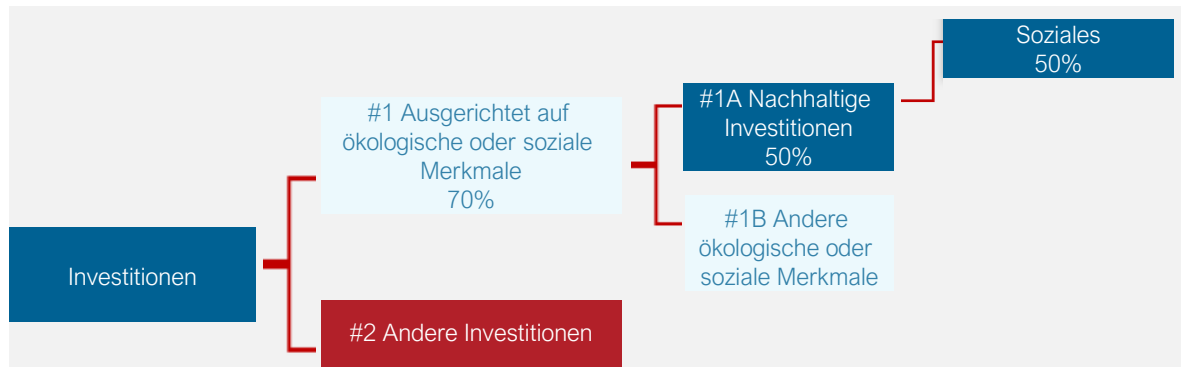 Soziales
50%
#1A Nachhaltige
Investitionen
50%
#1 Ausgerichtet auf
ökologische oder soziale
Merkmale
70%
#1B Andere
ökologische oder
soziale Merkmale
Investitionen
#2 Andere Investitionen